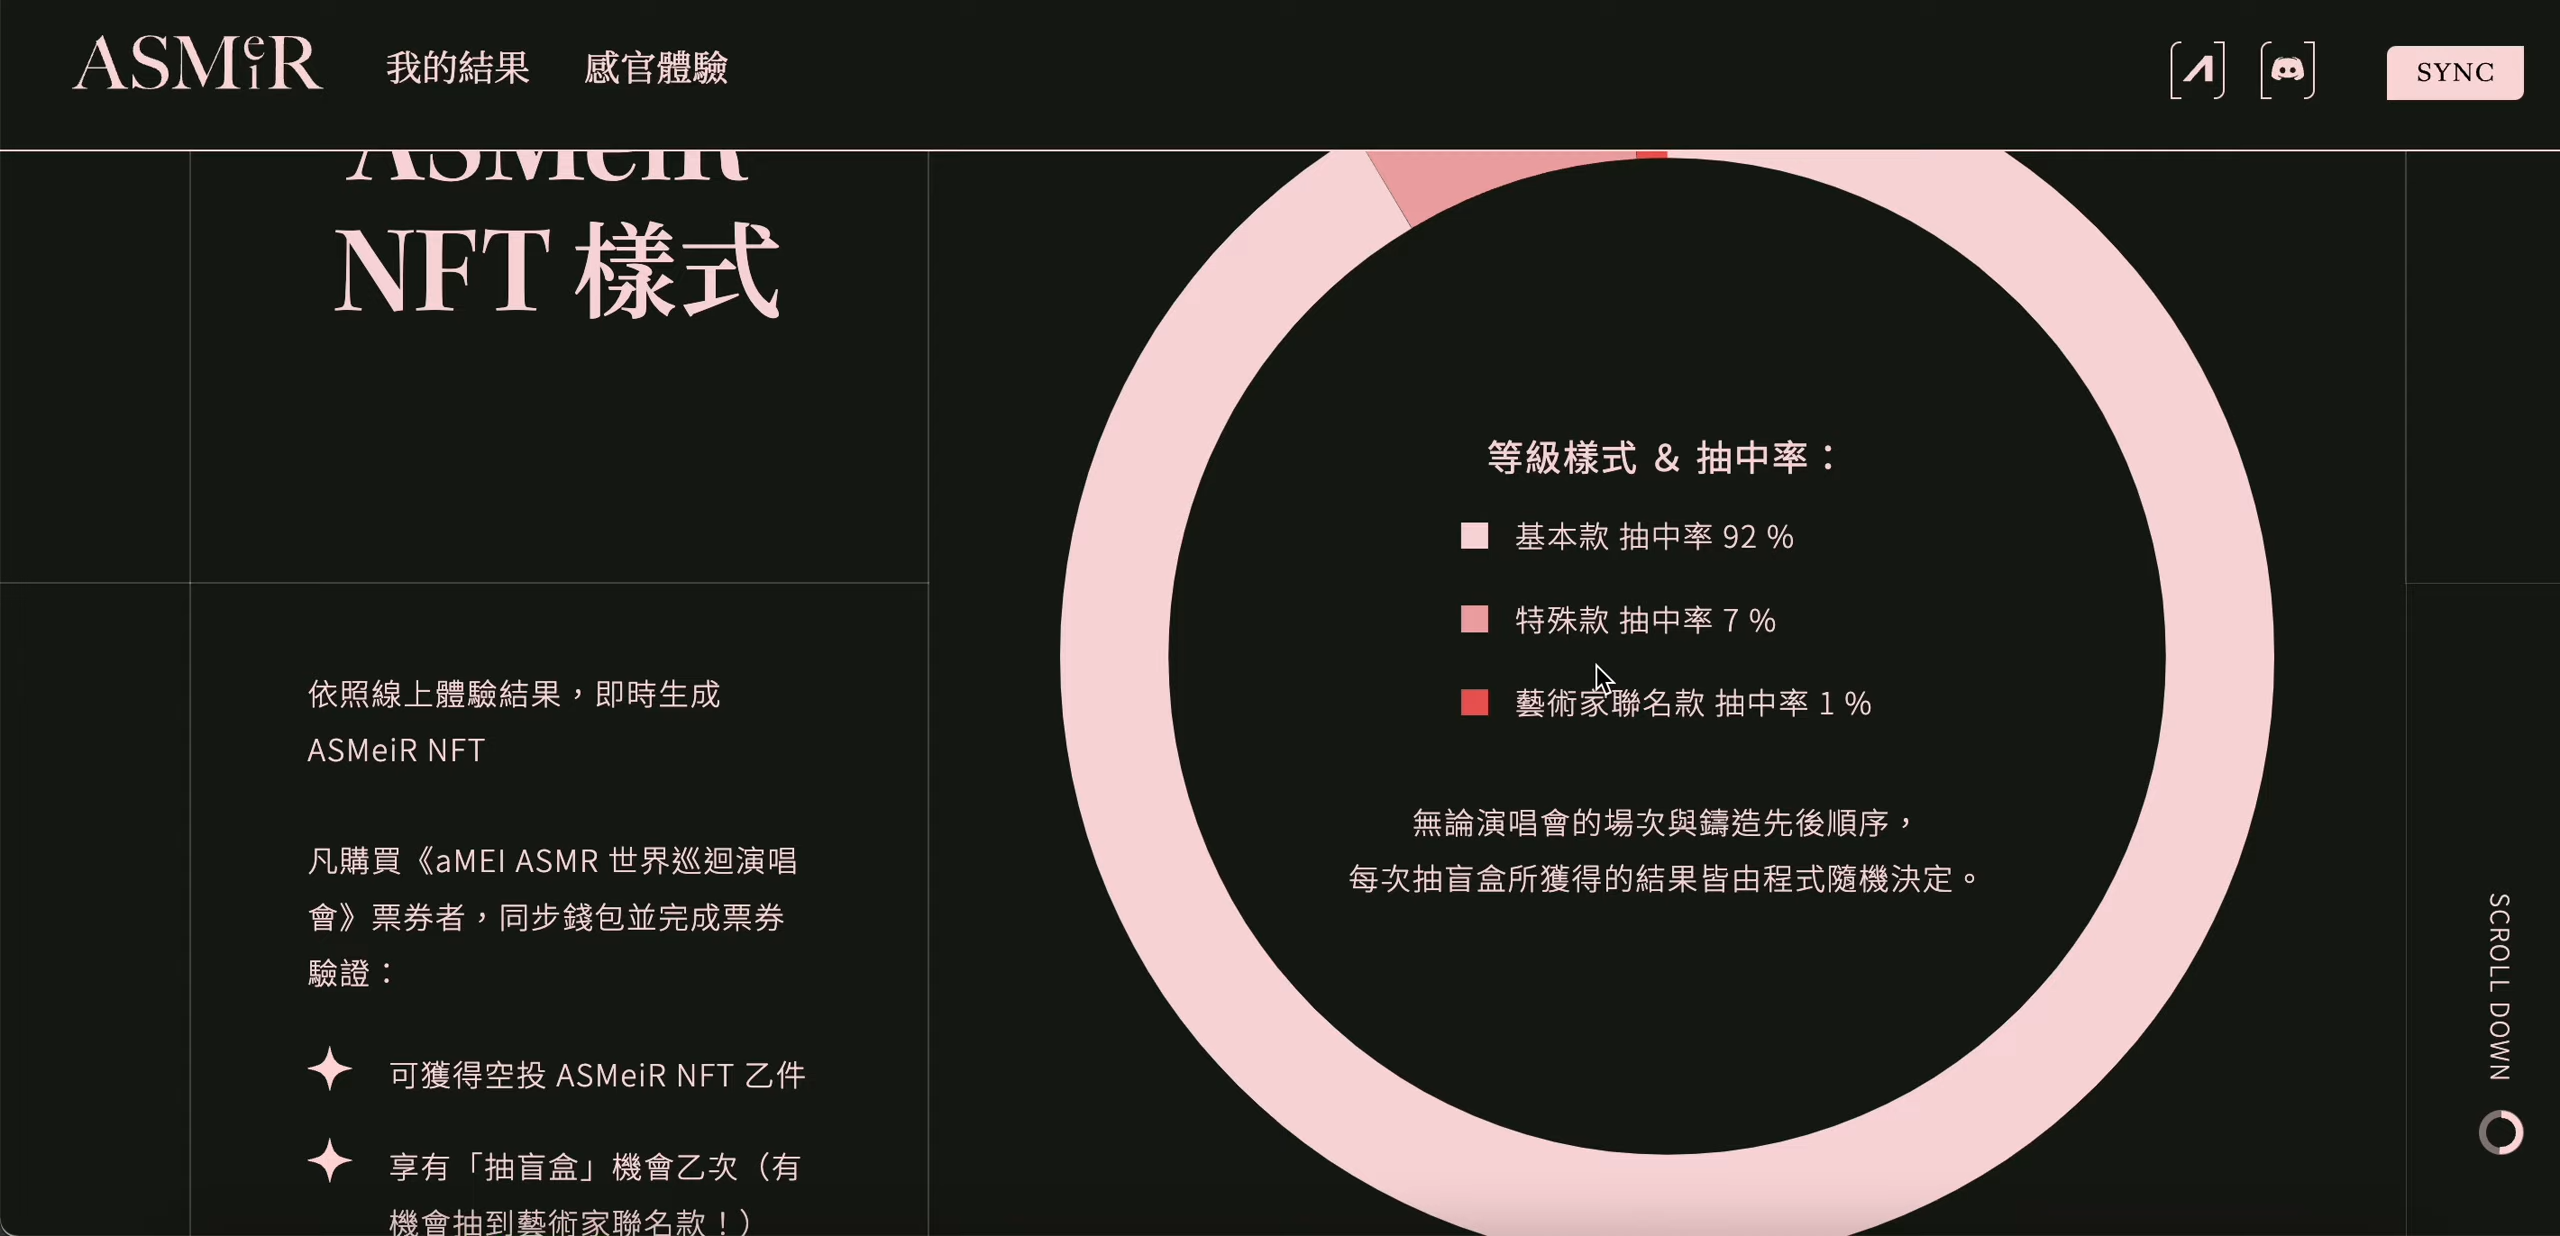 ASMeiR
我的結果
感官體驗
SYNC
ASMeiR
NFT 樣式
依照線上體驗結果，即時生成
ASMeiR NFT
凡購買《aMEI ASMR 世界巡迴演唱
會》票券者，同步錢包並完成票券
驗證：
可獲得空投 ASMeiR NFT 乙件
享有「抽盲盒」機會乙次（有
機會抽到藝術家聯名款！）
等級樣式 & 抽中率：
基本款 抽中率 92 %
特殊款 抽中率 7 %
藝術家聯名款 抽中率 1 %
無論演唱會的場次與鑄造先後順序，
每次抽盲盒所獲得的結果皆由程式隨機決定。
SCROLL DOWN